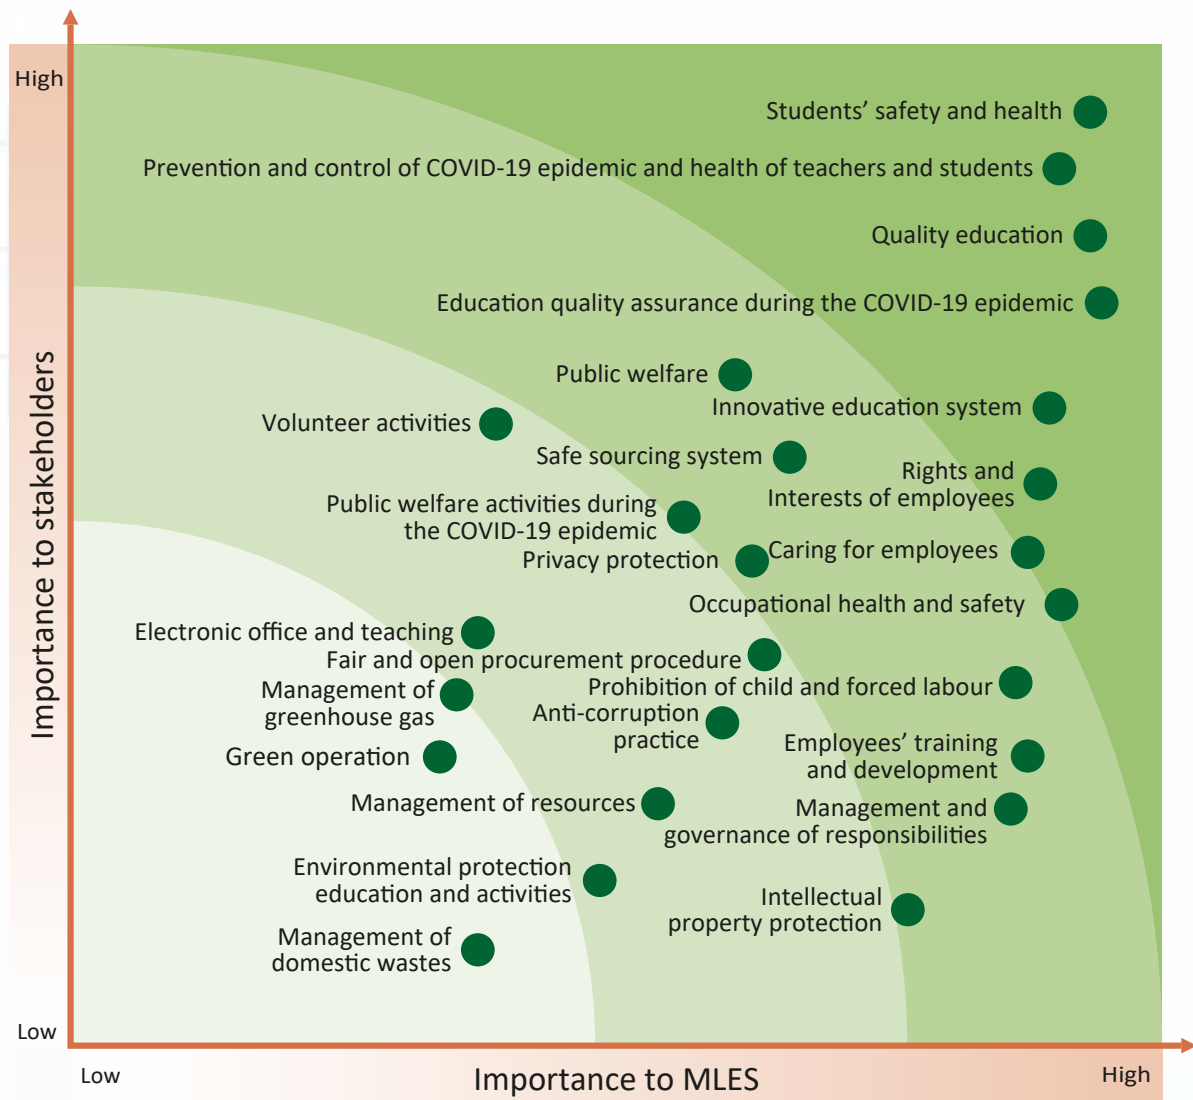 High
Students’ safety and health
Prevention and control of COVID-19 epidemic and health of teachers and students
Quality education
Education quality assurance during the COVID-19 epidemic
Public welfare
Innovative education system
Volunteer activities
Safe sourcing system
Rights and
Interests of employees
Public welfare activities during
the COVID-19 epidemic
Privacy protection
Caring for employees
Occupational health and safety
Electronic office and teaching
Fair and open procurement procedure
Management of
greenhouse gas
Prohibition of child and forced labour
Anti-corruption
practice
Green operation
Employees’ training
and development
Management of resources
Management and
governance of responsibilities
Environmental protection
education and activities
Intellectual
property protection
Management of
domestic wastes
Importance to stakeholders
Low
Low
Importance to MLES
High